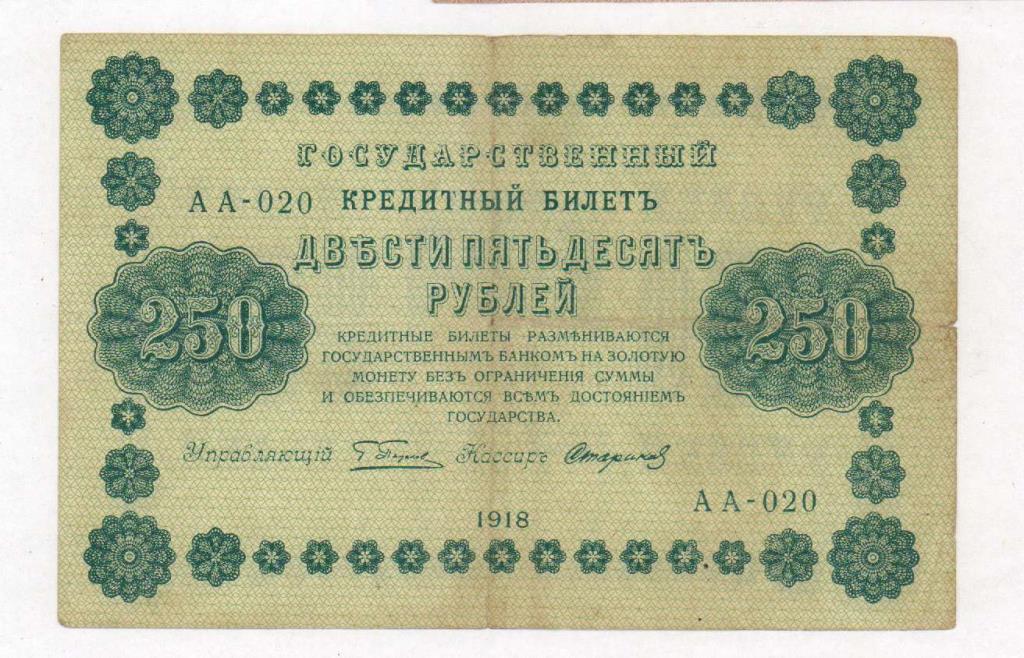 ГОСУДАРСТВЕННЫЙ
АА-020 КРЕДИТНЫЙ БИЛЕТЪ
ДВѢСТИ ПЯТЬДЕСЯТЪ
РУБЛЕЙ
250
250
КРЕДИТНЫЕ БИЛЕТЫ РАЗМѢНИВАЮТСЯ
ГОСУДАРСТВЕННЫМЪ БАНКОМЪ НА ЗОЛОТУЮ
МОНЕТУ БЕЗЪ ОГРАНИЧЕНІЯ СУММЫ
И ОБЕЗПЕЧИВАЮТСЯ ВСѢМЪ ДОСТОЯНІЕМЪ
ГОСУДАРСТВА.
Управляющій Кассиръ Стариков
АА-020
1918